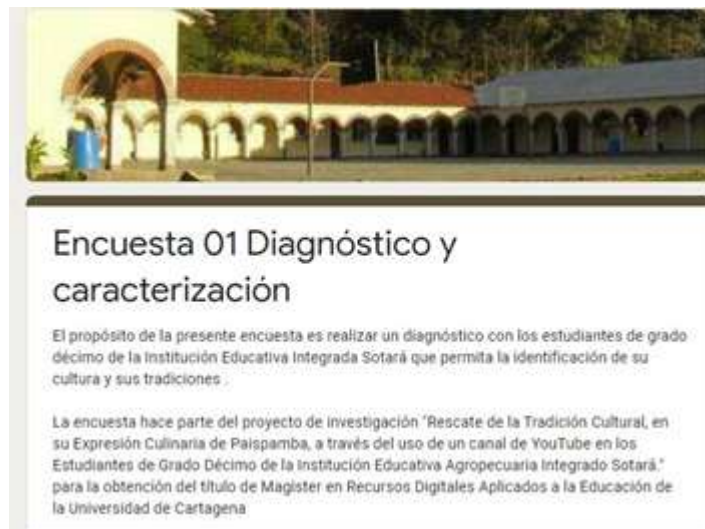 Encuesta 01 Diagnóstico y
caracterización
El propósito de la presente encuesta es realizar un diagnóstico con los estudiantes de grado
décimo de la Institución Educativa Integrada Sotará que permita la identificación de su
cultura y sus tradiciones .
La encuesta hace parte del proyecto de investigación "Rescate de la Tradición Cultural, en
su Expresión Culinaria de Paispamba, a través del uso de un canal de YouTube en los
Estudiantes de Grado Décimo de la Institución Educativa Agropecuaria Integrado Sotará."
para la obtención del título de Magister en Recursos Digitales Aplicados a la Educación de
la Universidad de Cartagena